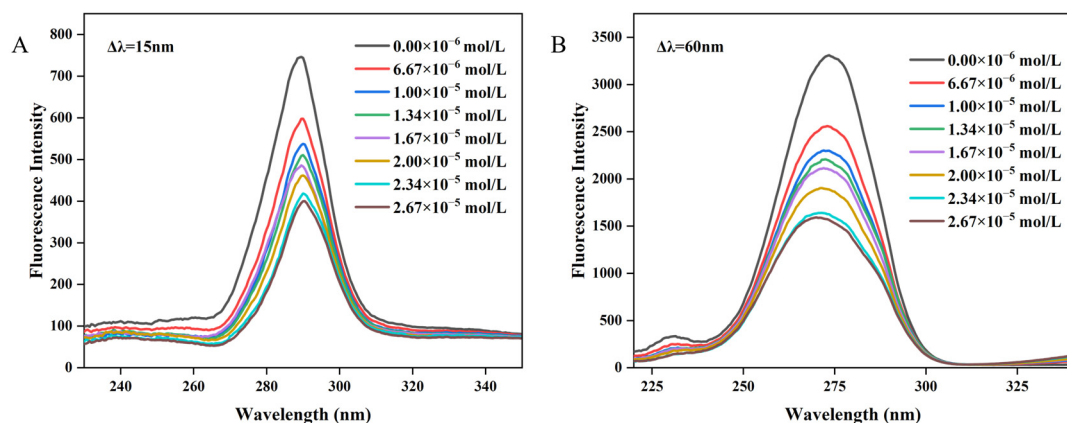 A
Δλ=15nm
0.00×10⁻⁶ mol/L
6.67×10⁻⁶ mol/L
1.00×10⁻⁵ mol/L
1.34×10⁻⁵ mol/L
1.67×10⁻⁵ mol/L
2.00×10⁻⁵ mol/L
2.34×10⁻⁵ mol/L
2.67×10⁻⁵ mol/L
800
700
600
500
400
300
200
100
0
Fluorescence Intensity
240 260 280 300 320 340
Wavelength (nm)
B
Δλ=60nm
0.00×10⁻⁶ mol/L
6.67×10⁻⁶ mol/L
1.00×10⁻⁵ mol/L
1.34×10⁻⁵ mol/L
1.67×10⁻⁵ mol/L
2.00×10⁻⁵ mol/L
2.34×10⁻⁵ mol/L
2.67×10⁻⁵ mol/L
3500
3000
2500
2000
1500
1000
500
0
Fluorescence Intensity
225 250 275 300 325
Wavelength (nm)